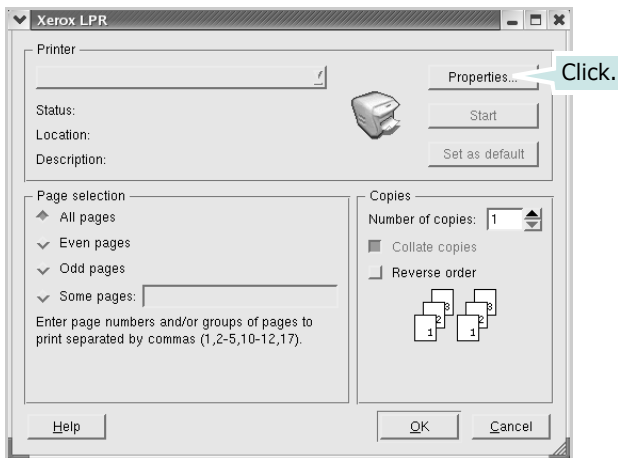 Xerox LPR
Printer
Properties...
Click.
Status:
Start
Location:
Description:
Set as default
Page selection
All pages
Even pages
Odd pages
Some pages:
Enter page numbers and/or groups of pages to
print separated by commas (1,2-5,10-12,17).
Copies
Number of copies: 1
Collate copies
Reverse order
3 3
2 2
1 1
Help
OK
Cancel